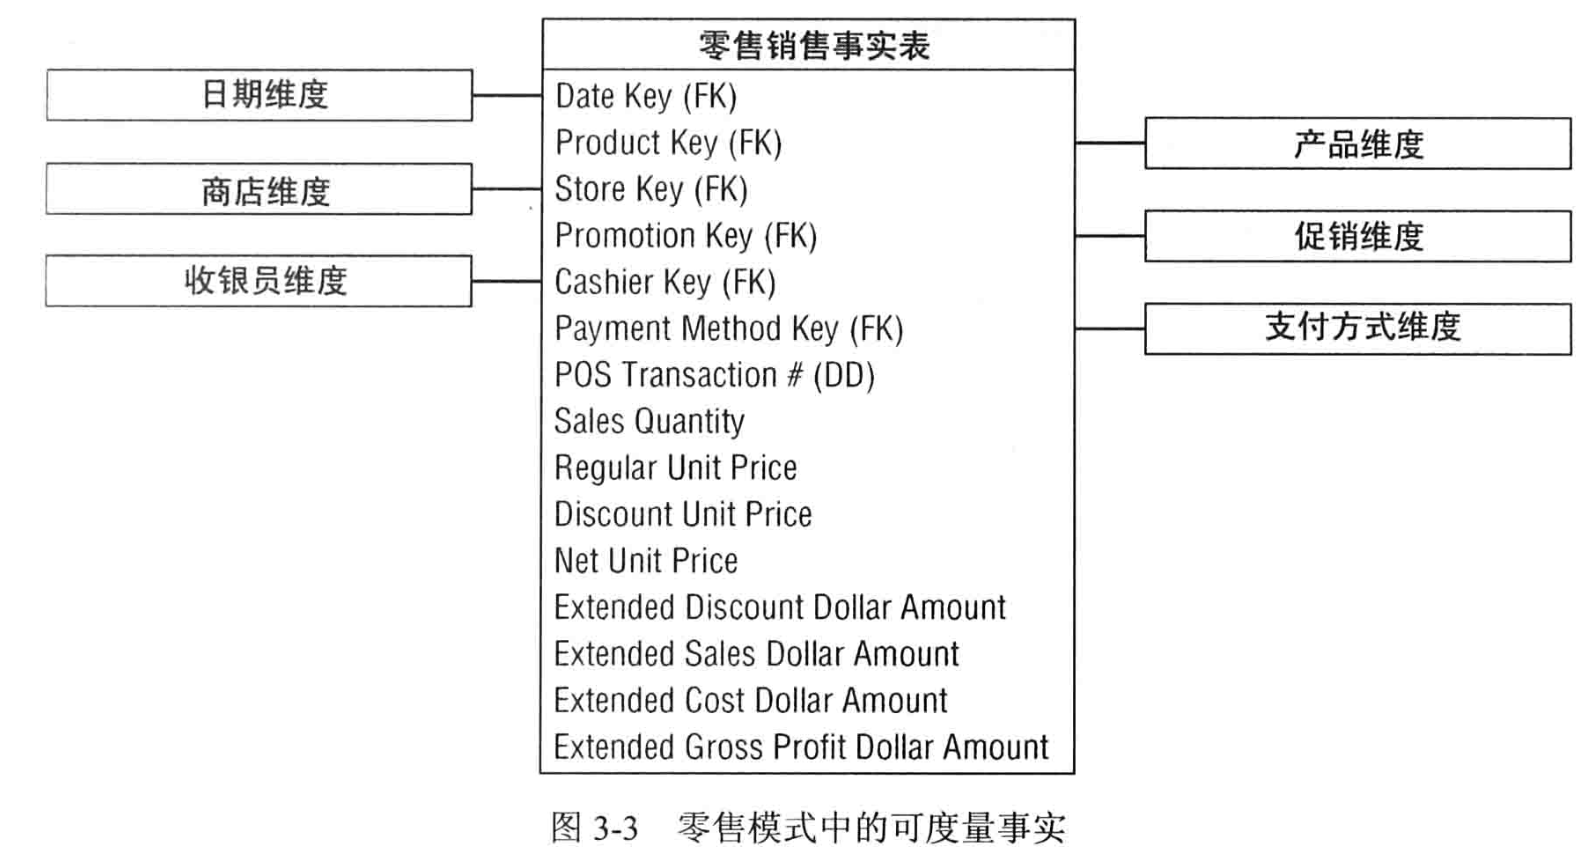 零售销售事实表
日期维度
Date Key (FK)
Product Key (FK)
产品维度
商店维度
Store Key (FK)
Promotion Key (FK)
促销维度
收银员维度
Cashier Key (FK)
Payment Method Key (FK)
支付方式维度
POS Transaction # (DD)
Sales Quantity
Regular Unit Price
Discount Unit Price
Net Unit Price
Extended Discount Dollar Amount
Extended Sales Dollar Amount
Extended Cost Dollar Amount
Extended Gross Profit Dollar Amount
图 3-3 零售模式中的可度量事实